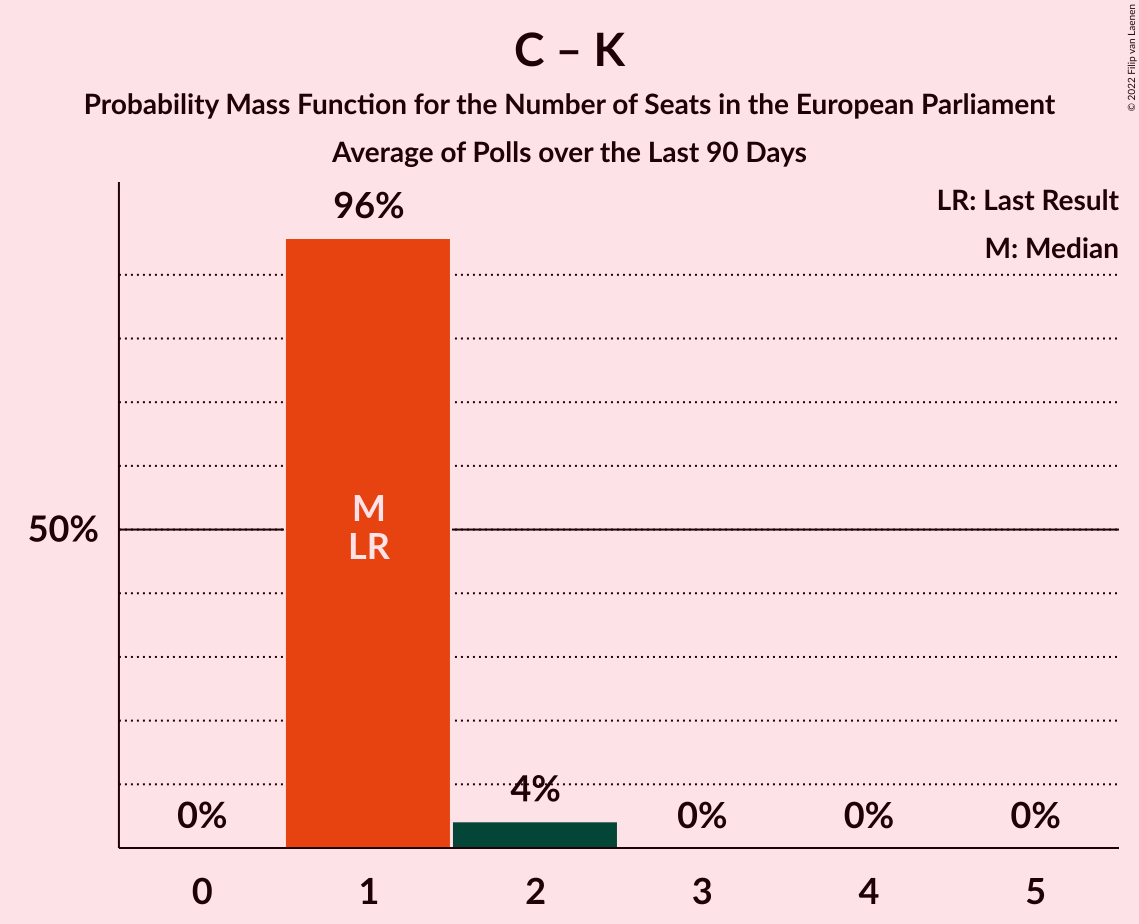 C – K
Probability Mass Function for the Number of Seats in the European Parliament
Average of Polls over the Last 90 Days
© 2022 Filip van Laenen
LR: Last Result
M: Median
96%
50%
M
LR
0%
4%
0%
0%
0%
0
1
2
3
4
5